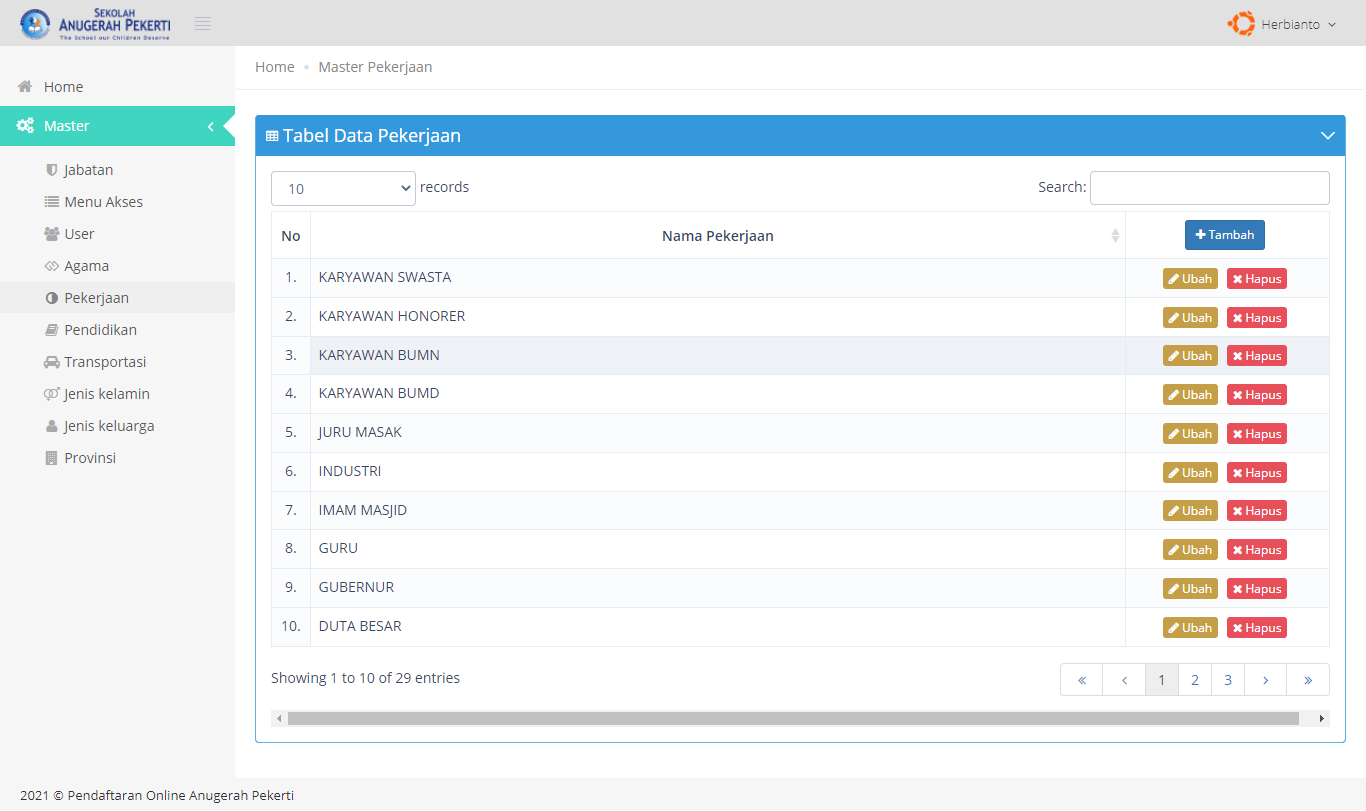 SEKOLAH
ANUGERAH PEKERTI
The School our Children Deserve
Herbianto
Home
Master
Jabatan
Menu Akses
User
Agama
Pekerjaan
Pendidikan
Transportasi
Jenis kelamin
Jenis keluarga
Provinsi
Home Master Pekerjaan
Tabel Data Pekerjaan
10 records Search:
No Nama Pekerjaan Tambah
1. KARYAWAN SWASTA Ubah Hapus
2. KARYAWAN HONORER Ubah Hapus
3. KARYAWAN BUMN Ubah Hapus
4. KARYAWAN BUMD Ubah Hapus
5. JURU MASAK Ubah Hapus
6. INDUSTRI Ubah Hapus
7. IMAM MASJID Ubah Hapus
8. GURU Ubah Hapus
9. GUBERNUR Ubah Hapus
10. DUTA BESAR Ubah Hapus
Showing 1 to 10 of 29 entries « ‹ 1 2 3 › »
2021 © Pendaftaran Online Anugerah Pekerti